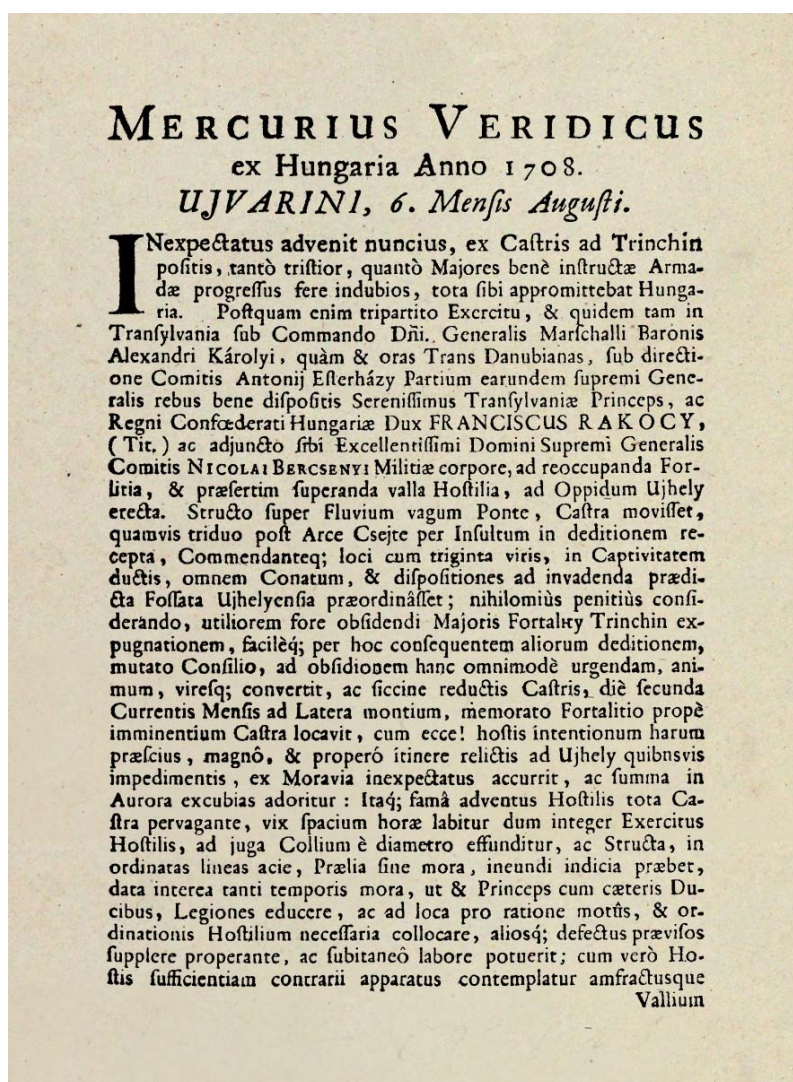 MERCURIUS VERIDICUS
ex Hungaria Anno 1708.
UJVARINI, 6. Menſis Auguſti.
INexpectatus advenit nuncius, ex Caſtris ad Trinchin
poſitis, tantò triſtior, quantò Majores benè inſtructæ Arma-
dæ progreſſus fere indubios, tota ſibi appromittebat Hunga-
ria. Poſtquam enim tripartito Exercitu, & quidem tam in
Tranſylvania ſub Commando Dñi. Generalis Marſchalli Baronis
Alexandri Károlyi, quàm & oras Trans Danubianas, ſub directi-
one Comitis Antonij Eſterházy Partium earundem ſupremi Gene-
ralis rebus bene diſpoſitis Sereniſſimus Tranſylvaniæ Princeps, ac
Regni Confœderati Hungariæ Dux FRANCISCUS RAKOCY,
(Tit.) ac adjuncto ſibi Excellentiſſimi Domini Supremi Generalis
Comitis NICOLAI BERCSENYI Militiæ corpore, ad reoccupanda For-
titia, & præſertim ſuperanda valla Hoſtilia, ad Oppidum Ujhely
erecta. Structo ſuper Fluvium vagum Ponte, Caſtra moviſſet,
quamvis triduo poſt Arce Csejte per Inſultum in deditionem re-
cepta, Commendanteq; loci cum triginta viris, in Captivitatem
ductis, omnem Conatum, & diſpoſitiones ad invadenda prædi-
cta Foſſata Ujhelyenſia præordinâſſet; nihilomiùs penitiùs conſi-
derando, utiliorem fore obſidendi Majoris Fortality Trinchin ex-
pugnationem, facilèq; per hoc conſequentem aliorum deditionem,
mutato Conſilio, ad obſidionem hanc omnimodè urgendam, ani-
mum, vireſq; convertit, ac ſiccine reductis Caſtris, diè ſecunda
Currentis Menſis ad Latera montium, memorato Fortalitio propè
imminentium Caſtra locavit, cum ecce! hoſtis intentionum harum
præſcius, magnô, & properó itinere relictis ad Ujhely quibnsvis
impedimentis, ex Moravia inexpectatus accurrit, ac ſumma in
Aurora excubias adoritur: Itaq́; famâ adventus Hoſtilis tota Ca-
ſtra pervagante, vix ſpacium horæ labitur dum integer Exercitus
Hoſtilis, ad juga Collium è diametro effunditur, ac Structa, in
ordinatas lineas acie, Prælia ſine mora, ineundi indicia præbet,
data interea tanti temporis mora, ut & Princeps cum cæteris Du-
cibus, Legiones educere, ac ad loca pro ratione motûs, & or-
dinationis Hoſtilium neceſſaria collocare, alioſq́; defectus præviſos
ſupplere properante, ac ſubitaneô labore potuerit; cum verò Ho-
ſtis ſufficientiam contrarii apparatus contemplatur amfractusque
Vallium